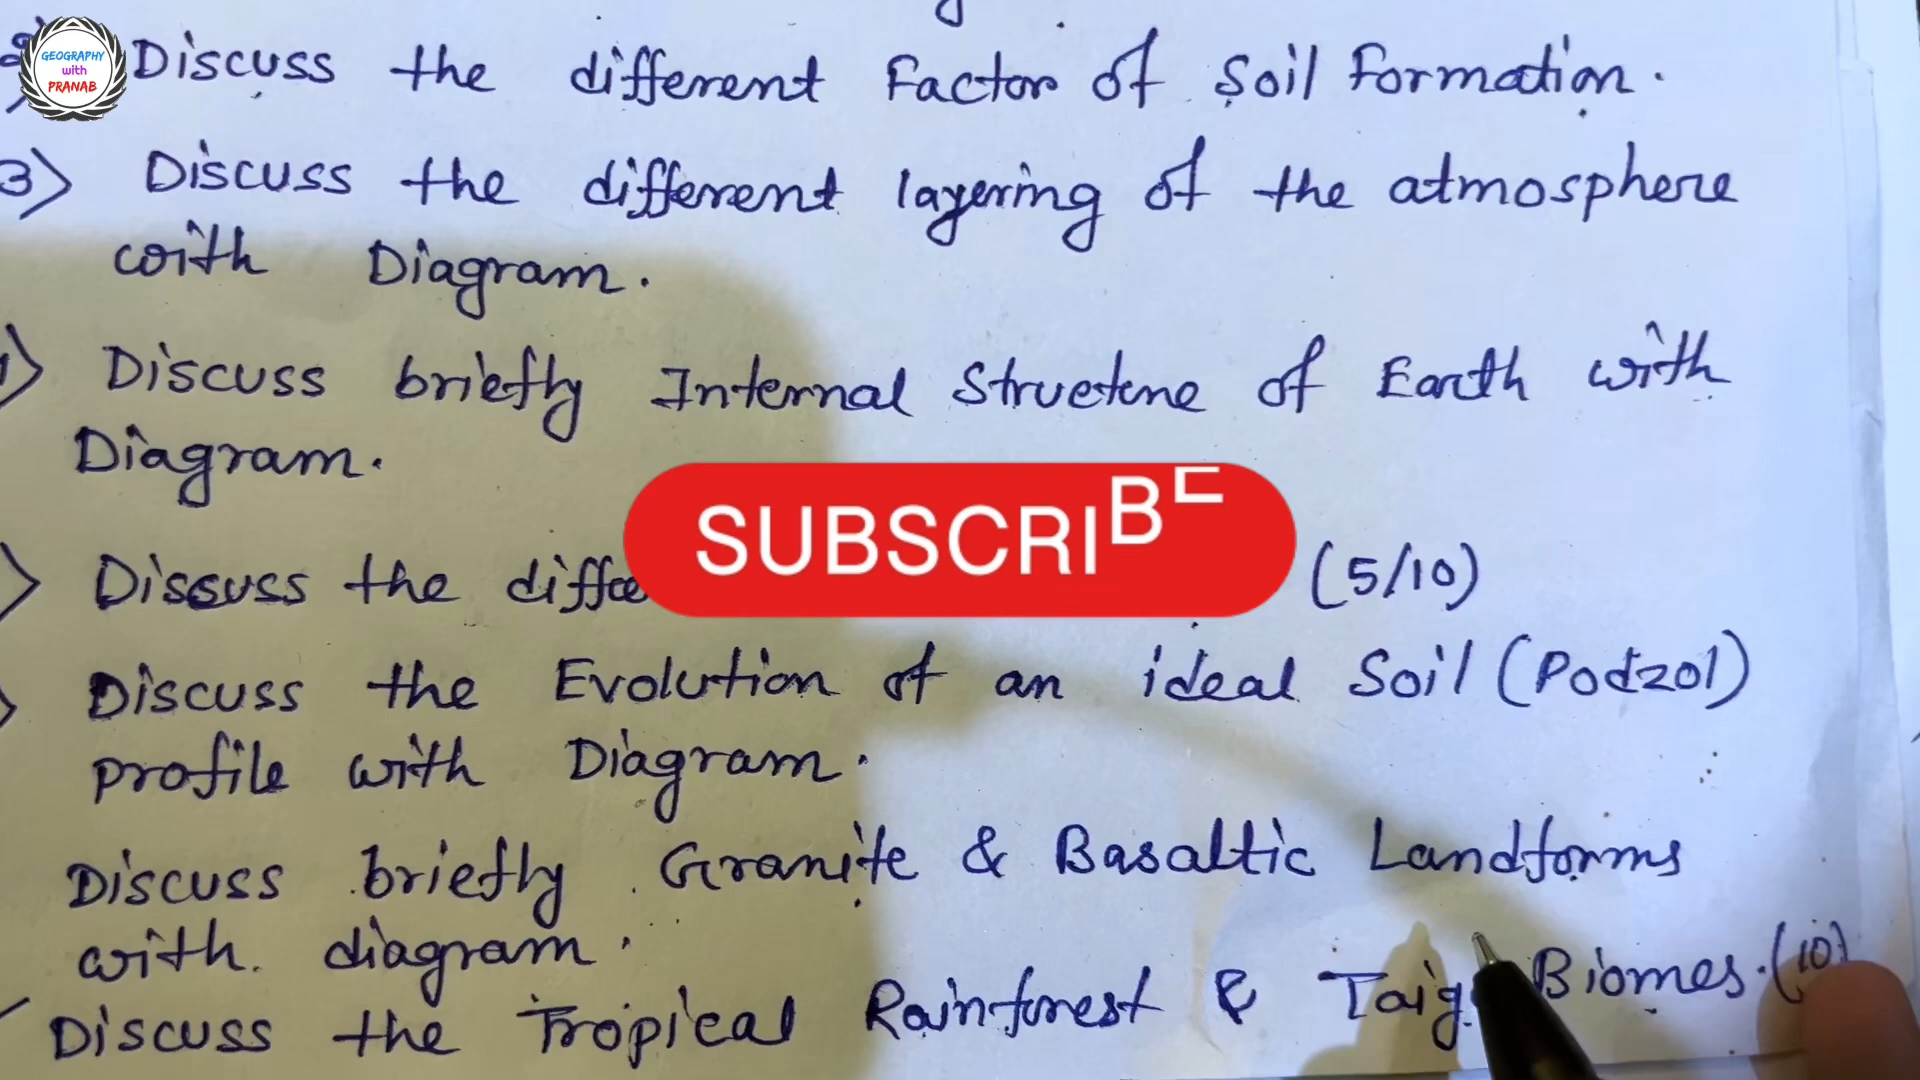 GEOGRAPHY
with
PRANAB
Discuss the different Factor of Soil Formation.
3) Discuss the different layering of the atmosphere
with Diagram.
Discuss briefly Internal Structure of Earth with
Diagram.
SUBSCRIBE
Discuss the (5/10)
Discuss the Evolution of an ideal Soil (Podzol)
profile with Diagram.
Discuss briefly Granite & Basaltic Landforms
with diagram.
Discuss the Tropical Rainforest & Biomes. (10)